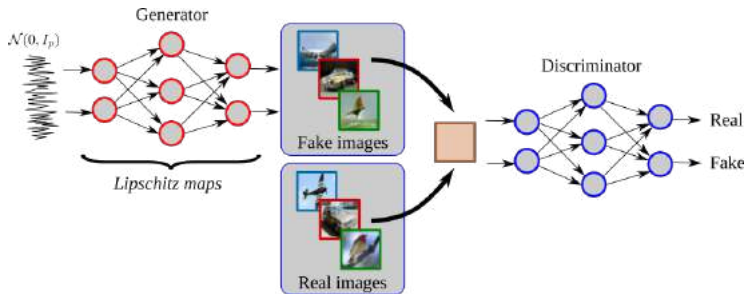 Generator
𝒩(0, I_p)
Lipschitz maps
Fake images
Real images
Discriminator
Real
Fake